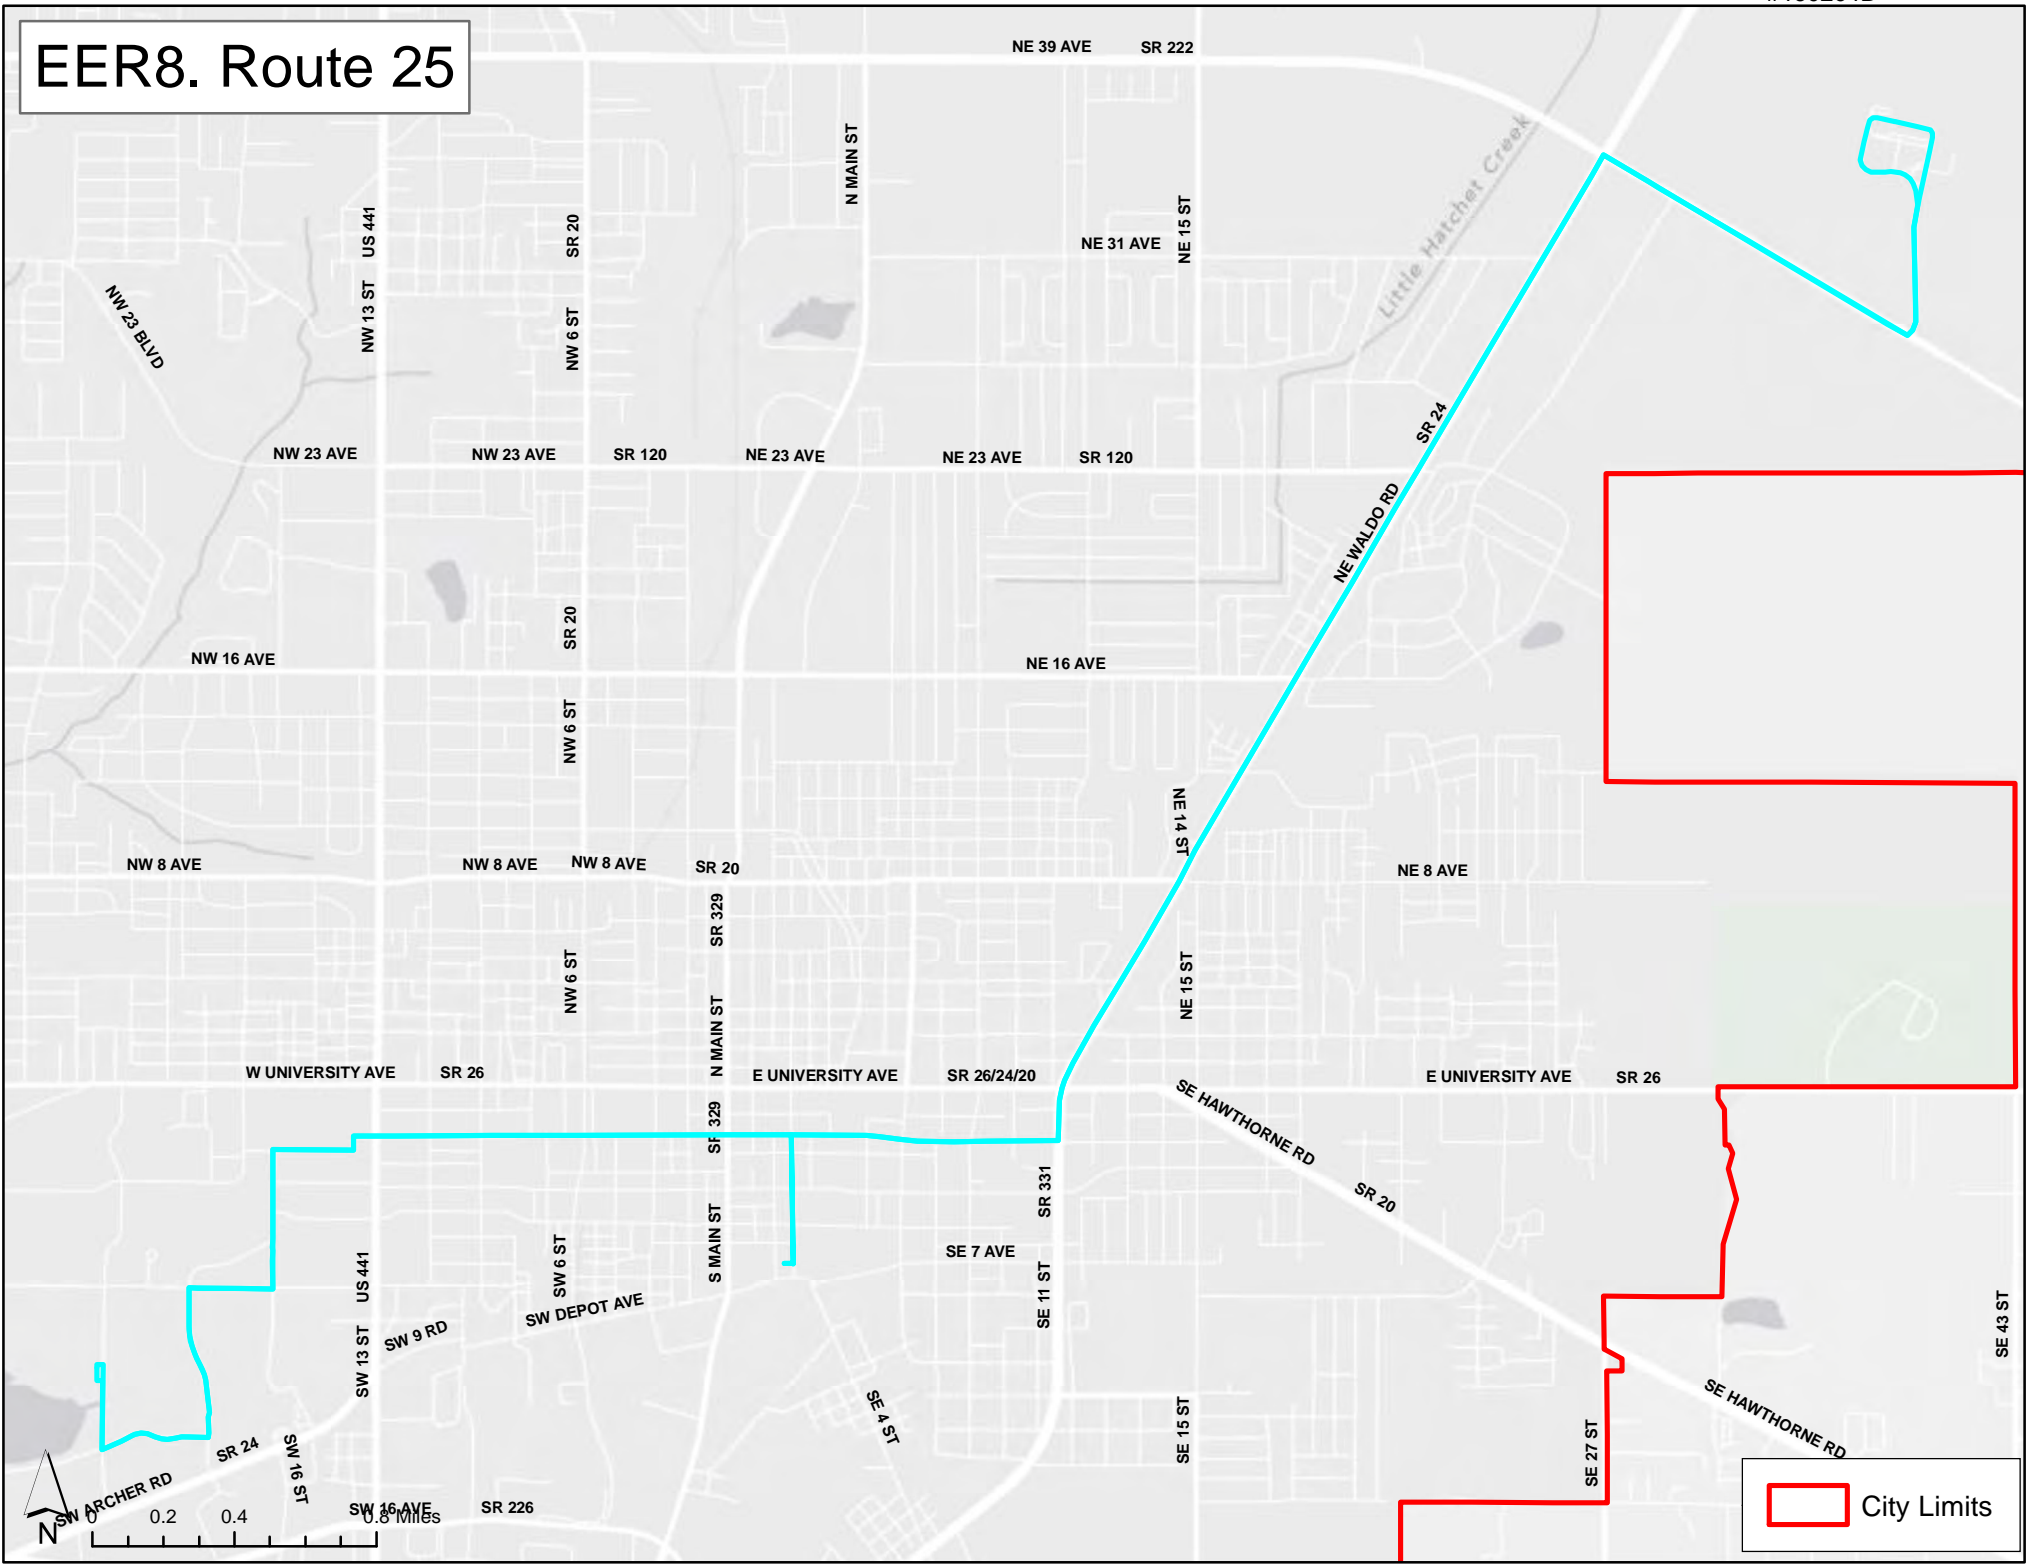 EER8. Route 25
NE 39 AVE
SR 222
N MAIN ST
US 441
SR 20
NE 15 ST
NE 31 AVE
Little Hatchet Creek
NW 23 BLVD
NW 13 ST
NW 6 ST
SR 24
NW 23 AVE
NW 23 AVE
SR 120
NE 23 AVE
NE 23 AVE
SR 120
NE WALDO RD
SR 20
NW 16 AVE
NE 16 AVE
NW 6 ST
NE 14 ST
NW 8 AVE
NW 8 AVE
NW 8 AVE
SR 20
NE 8 AVE
SR 329
NW 6 ST
NE 15 ST
N MAIN ST
W UNIVERSITY AVE
SR 26
E UNIVERSITY AVE
SR 26/24/20
E UNIVERSITY AVE
SR 26
SE HAWTHORNE RD
SR 329
SR 331
SR 20
S MAIN ST
SE 7 AVE
US 441
SW 6 ST
SE 11 ST
SW DEPOT AVE
SW 9 RD
SW 13 ST
SE 43 ST
SE 4 ST
SE 15 ST
SE 27 ST
SE HAWTHORNE RD
SR 24
SW 16 ST
SW ARCHER RD
SW 16 AVE
SR 226
N
0 0.2 0.4 0.8 Miles
City Limits